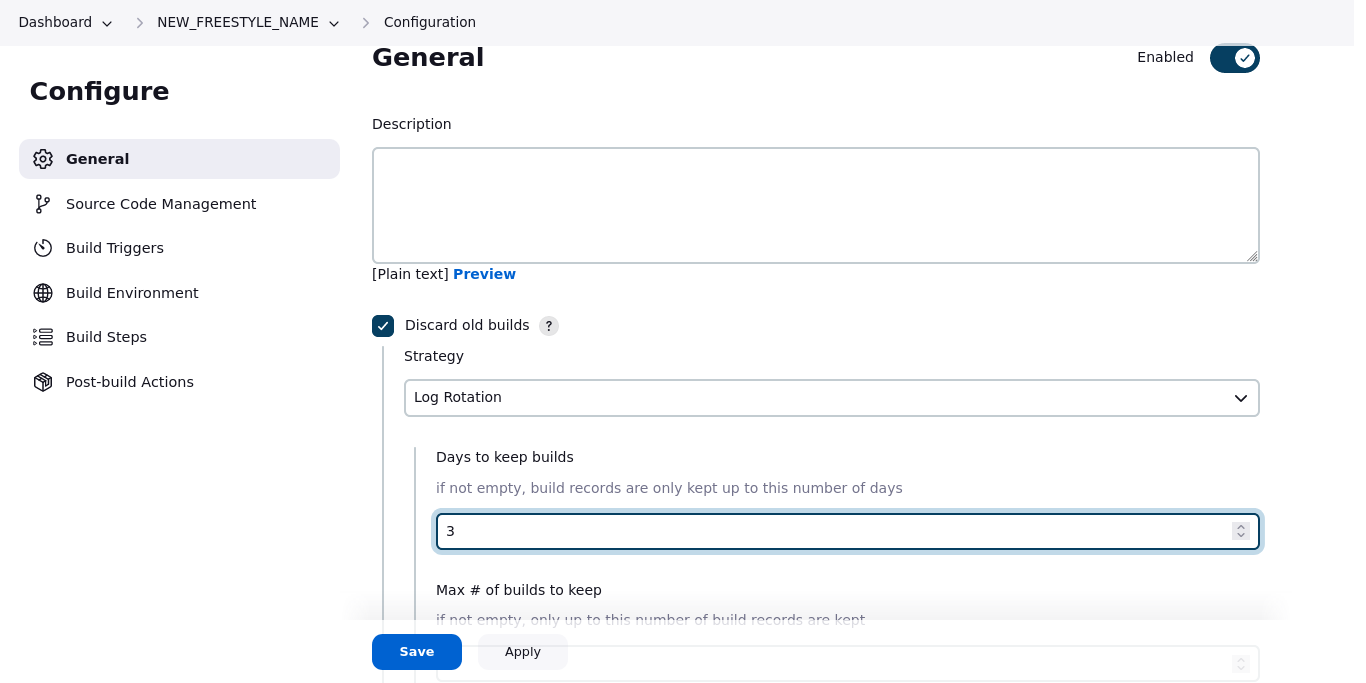 Dashboard NEW_FREESTYLE_NAME Configuration
Configure
General
Source Code Management
Build Triggers
Build Environment
Build Steps
Post-build Actions
General
Enabled
Description
[Plain text] Preview
Discard old builds ?
Strategy
Log Rotation
Days to keep builds
if not empty, build records are only kept up to this number of days
3
Max # of builds to keep
if not empty, only up to this number of build records are kept
Save Apply